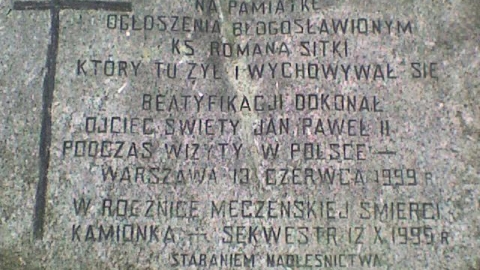 NA PAMIĄTKĘ
OGŁOSZENIA BŁOGOSŁAWIONYM
KS. ROMANA SITKI
KTÓRY TU ŻYŁ I WYCHOWYWAŁ SIĘ
BEATYFIKACJI DOKONAŁ
OJCIEC ŚWIĘTY JAN PAWEŁ II
PODCZAS WIZYTY W POLSCE —
WARSZAWA 13 CZERWCA 1999 R
W ROCZNICĘ MĘCZEŃSKIEJ ŚMIERCI
KAMIONKA — SEKWESTR 12 X 1999 R
STARANIEM NADLEŚNICTWA